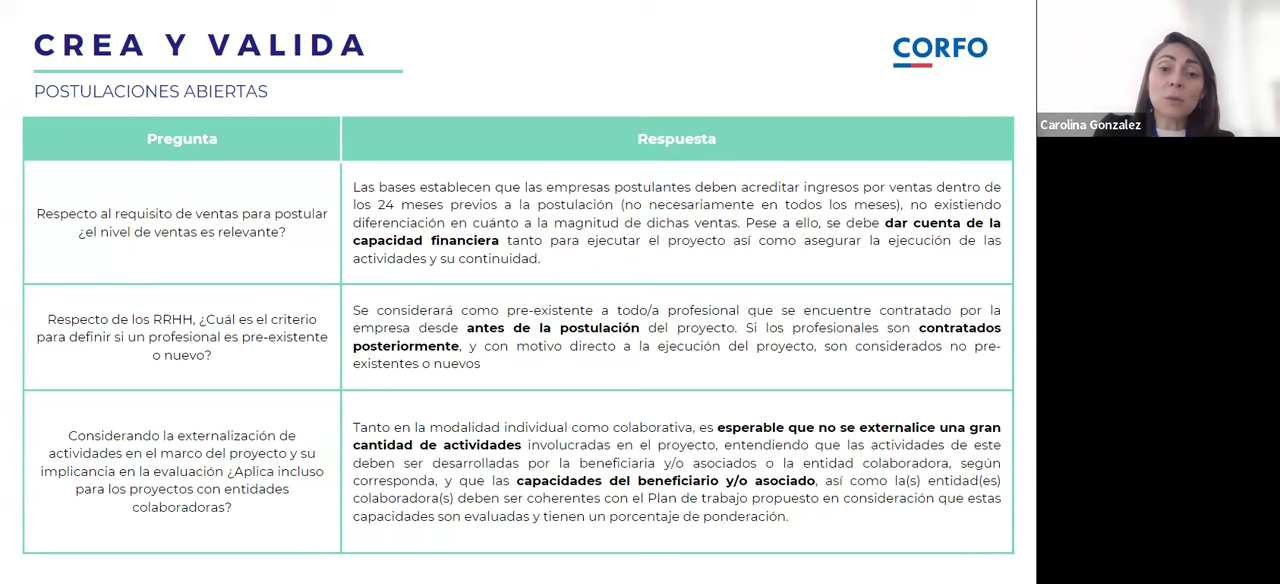 CREA Y VALIDA
CORFO
POSTULACIONES ABIERTAS
Carolina Gonzalez
Pregunta
Respuesta
Respecto al requisito de ventas para postular
¿el nivel de ventas es relevante?
Las bases establecen que las empresas postulantes deben acreditar ingresos por ventas dentro de
los 24 meses previos a la postulación (no necesariamente en todos los meses), no existiendo
diferenciación en cuánto a la magnitud de dichas ventas. Pese a ello, se debe dar cuenta de la
capacidad financiera tanto para ejecutar el proyecto así como asegurar la ejecución de las
actividades y su continuidad.
Respecto de los RRHH, ¿Cuál es el criterio
para definir si un profesional es pre-existente
o nuevo?
Se considerará como pre-existente a todo/a profesional que se encuentre contratado por la
empresa desde antes de la postulación del proyecto. Si los profesionales son contratados
posteriormente, y con motivo directo a la ejecución del proyecto, son considerados no pre-
existentes o nuevos
Considerando la externalización de
actividades en el marco del proyecto y su
implicancia en la evaluación ¿Aplica incluso
para los proyectos con entidades
colaboradoras?
Tanto en la modalidad individual como colaborativa, es esperable que no se externalice una gran
cantidad de actividades involucradas en el proyecto, entendiendo que las actividades de este
deben ser desarrolladas por la beneficiaria y/o asociados o la entidad colaboradora, según
corresponda, y que las capacidades del beneficiario y/o asociado, así como la(s) entidad(es)
colaboradora(s) deben ser coherentes con el Plan de trabajo propuesto en consideración que estas
capacidades son evaluadas y tienen un porcentaje de ponderación.